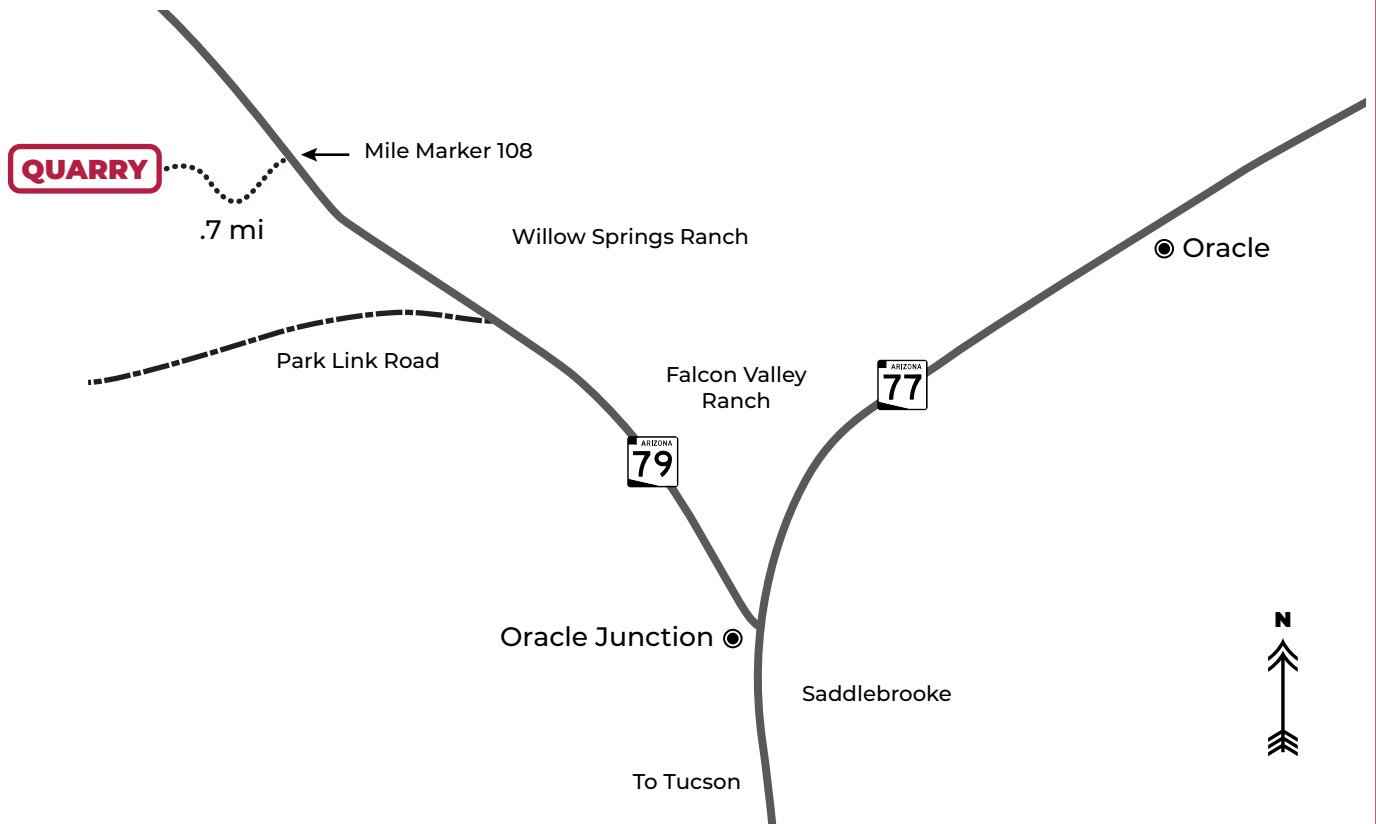 QUARRY
Mile Marker 108
.7 mi
Willow Springs Ranch
Oracle
Park Link Road
Falcon Valley
Ranch
ARIZONA
77
ARIZONA
79
Oracle Junction
N
Saddlebrooke
To Tucson